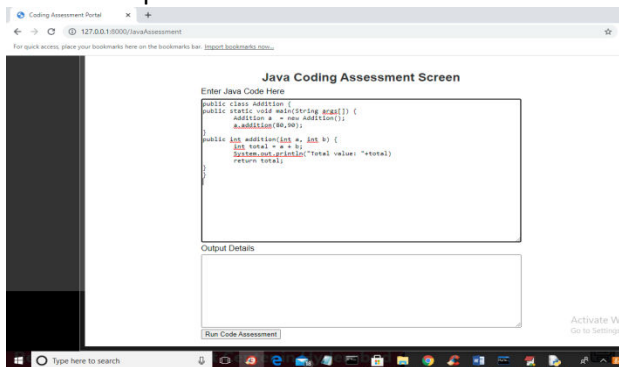 Coding Assessment Portal
127.0.0.1:8000/JavaAssessment
For quick access, place your bookmarks here on the bookmarks bar. Import bookmarks now...
Java Coding Assessment Screen
Enter Java Code Here
public class Addition {
public static void main(String args[]) {
Addition a = new Addition();
a.addition(80,90);
}
public int addition(int a, int b) {
int total = a + b;
System.out.println("Total value: "+total)
return total;
}
}
Output Details
Run Code Assessment
Activate W
Go to Settings
Type here to search